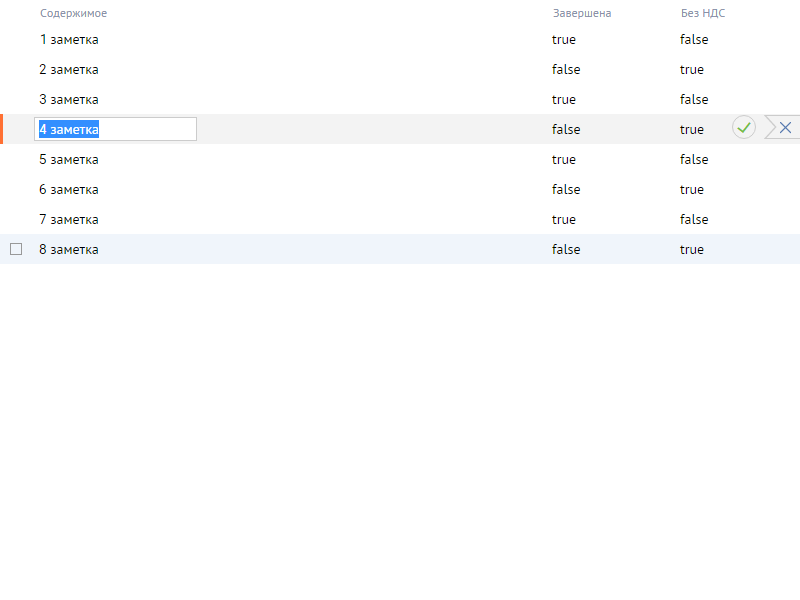 Содержимое Завершена Без НДС
1 заметка true false
2 заметка false true
3 заметка true false
4 заметка false true
5 заметка true false
6 заметка false true
7 заметка true false
8 заметка false true